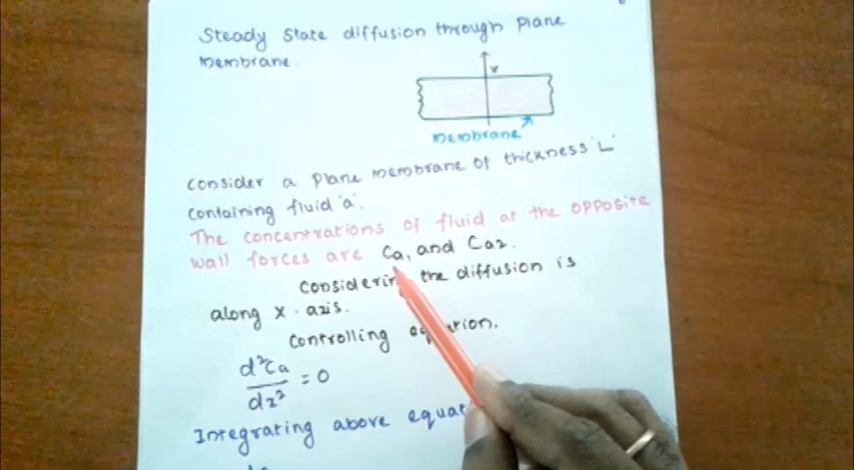 Steady State diffusion through Plane
membrane.
x
membrane
Consider a Plane membrane of thickness 'L'
containing fluid 'a'.
The concentrations of fluid at the opposite
wall forces are Ca1 and Ca2.
Considering the diffusion is
along X-axis.
Controlling equation.
d²Ca
dx² = 0
Integrating above